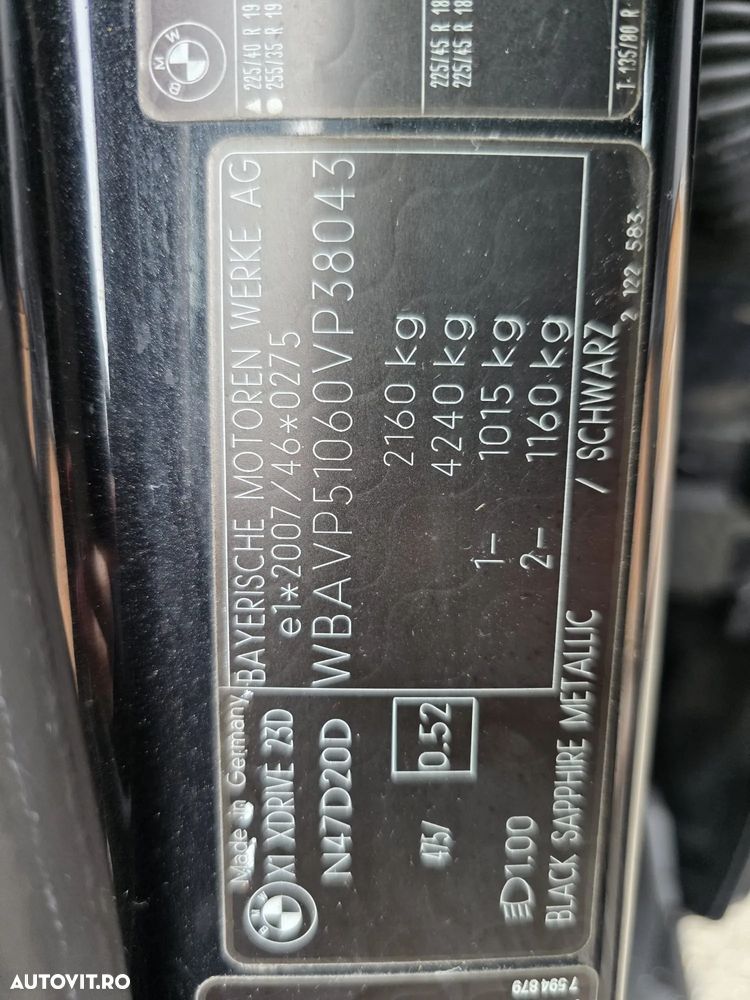 BMW
225/40 R 19
255/35 R 19
225/45 R 18
225/45 R 18
T 135/80 R
Made in Germany
BAYERISCHE MOTOREN WERKE AG
e1*2007/46*0275
WBAVP51060VP38043
2160 kg
4240 kg
1- 1015 kg
2- 1160 kg
BMW
X1 XDRIVE 23D
N47D20D
475/ 0.52
1.00
BLACK SAPPHIRE METALLIC / SCHWARZ
2 122 583
7 594 879
AUTOVIT.RO